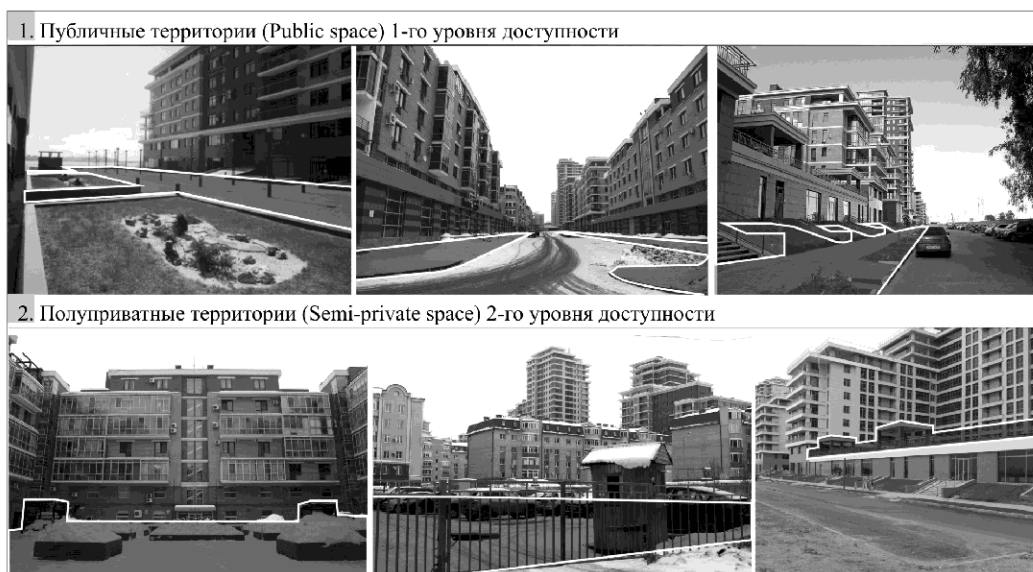 1. Публичные территории (Public space) 1-го уровня доступности
2. Полуприватные территории (Semi-private space) 2-го уровня доступности